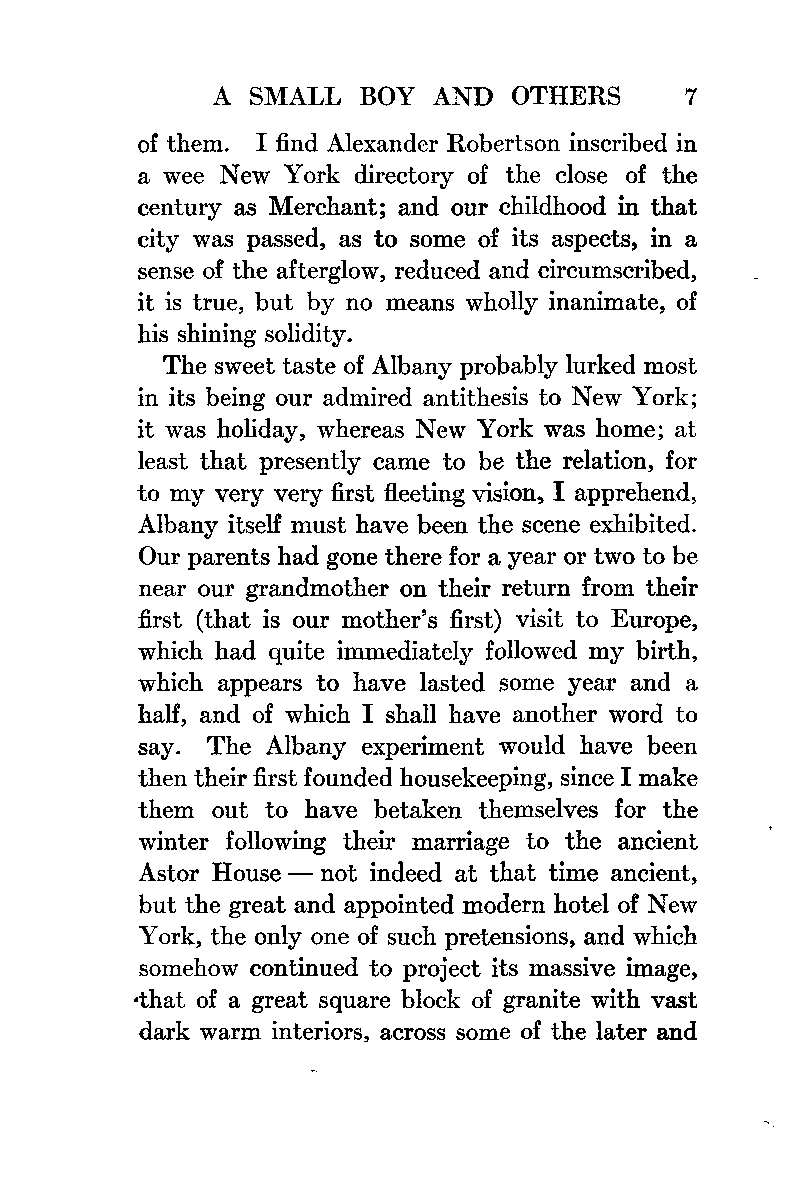 A SMALL BOY AND OTHERS 7
of them. I find Alexander Robertson inscribed in
a wee New York directory of the close of the
century as Merchant; and our childhood in that
city was passed, as to some of its aspects, in a
sense of the afterglow, reduced and circumscribed,
it is true, but by no means wholly inanimate, of
his shining solidity.
The sweet taste of Albany probably lurked most
in its being our admired antithesis to New York;
it was holiday, whereas New York was home; at
least that presently came to be the relation, for
to my very very first fleeting vision, I apprehend,
Albany itself must have been the scene exhibited.
Our parents had gone there for a year or two to be
near our grandmother on their return from their
first (that is our mother's first) visit to Europe,
which had quite immediately followed my birth,
which appears to have lasted some year and a
half, and of which I shall have another word to
say. The Albany experiment would have been
then their first founded housekeeping, since I make
them out to have betaken themselves for the
winter following their marriage to the ancient
Astor House — not indeed at that time ancient,
but the great and appointed modern hotel of New
York, the only one of such pretensions, and which
somehow continued to project its massive image,
that of a great square block of granite with vast
dark warm interiors, across some of the later and